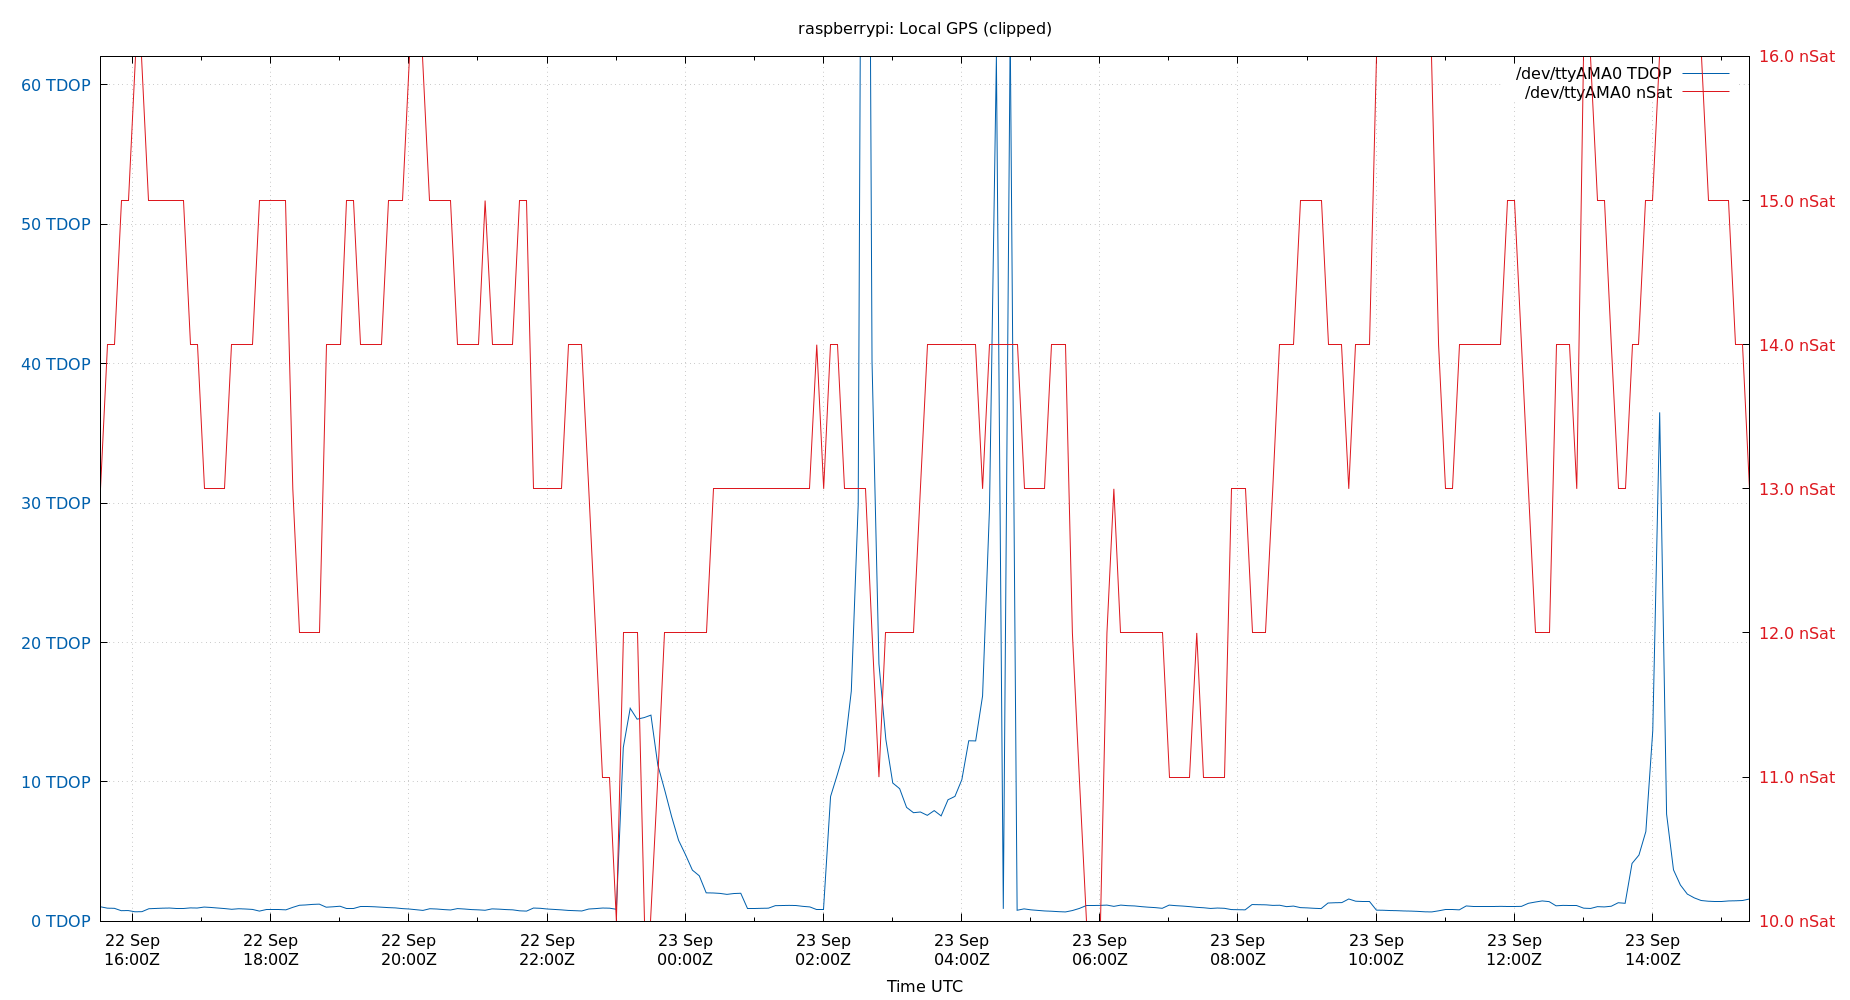 raspberrypi: Local GPS (clipped)
60 TDOP
50 TDOP
40 TDOP
30 TDOP
20 TDOP
10 TDOP
0 TDOP
16.0 nSat
15.0 nSat
14.0 nSat
13.0 nSat
12.0 nSat
11.0 nSat
10.0 nSat
/dev/ttyAMA0 TDOP
/dev/ttyAMA0 nSat
22 Sep
16:00Z
22 Sep
18:00Z
22 Sep
20:00Z
22 Sep
22:00Z
23 Sep
00:00Z
23 Sep
02:00Z
23 Sep
04:00Z
23 Sep
06:00Z
23 Sep
08:00Z
23 Sep
10:00Z
23 Sep
12:00Z
23 Sep
14:00Z
Time UTC